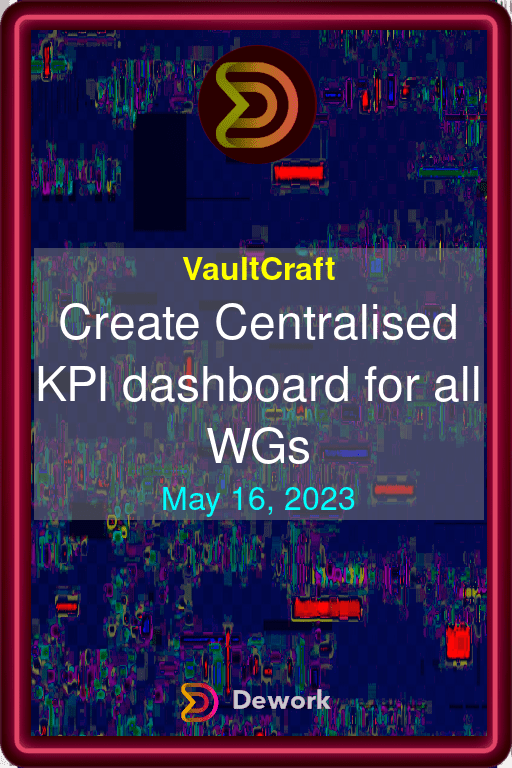 VaultCraft
Create Centralised
KPI dashboard for all
WGs
May 16, 2023
Dework